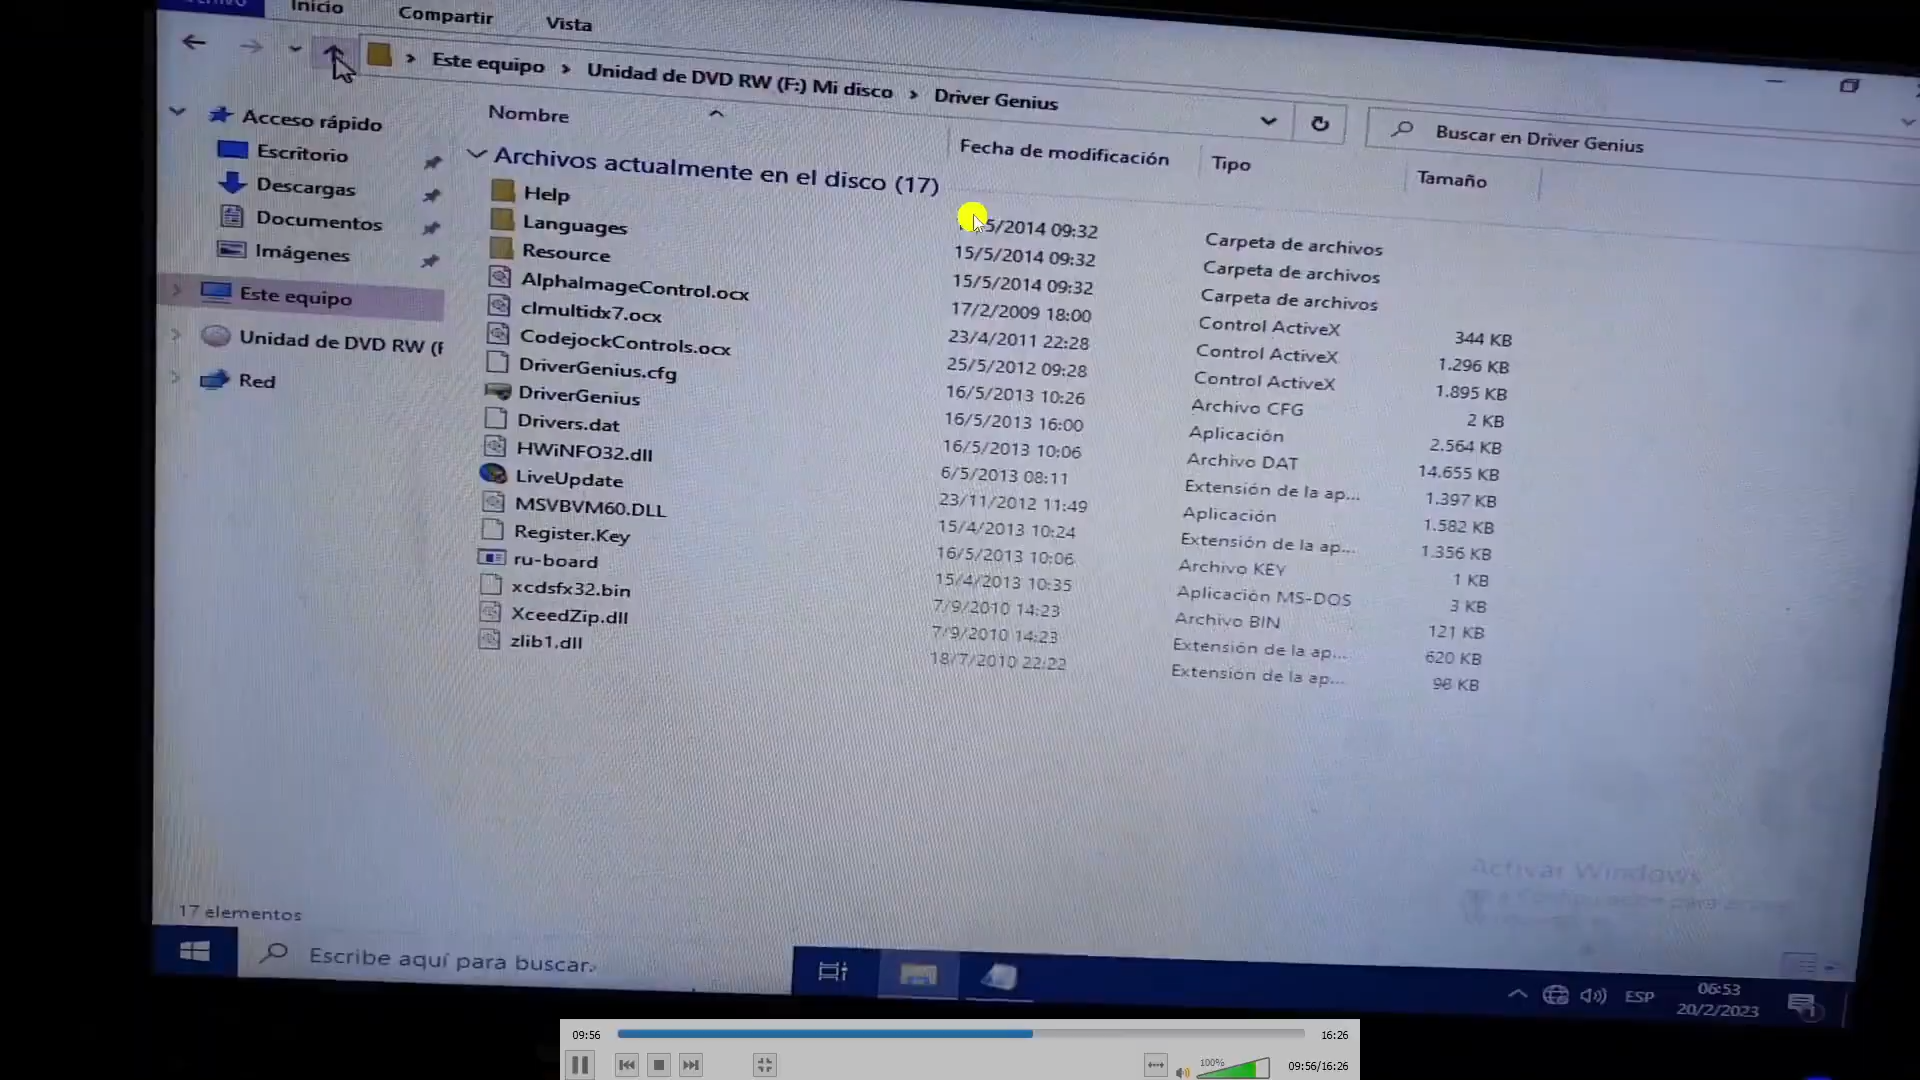 Inicio Compartir Vista
Este equipo > Unidad de DVD RW (F:) Mi disco > Driver Genius
Buscar en Driver Genius
Nombre Fecha de modificación Tipo Tamaño
Acceso rápido
Escritorio
Descargas
Documentos
Imágenes
Este equipo
Unidad de DVD RW (F
Red
Archivos actualmente en el disco (17)
Help 5/2014 09:32 Carpeta de archivos
Languages 15/5/2014 09:32 Carpeta de archivos
Resource 15/5/2014 09:32 Carpeta de archivos
AlphaImageControl.ocx 17/2/2009 18:00 Control ActiveX 344 KB
clmultidx7.ocx 23/4/2011 22:28 Control ActiveX 1.296 KB
CodejockControls.ocx 25/5/2012 09:28 Control ActiveX 1.895 KB
DriverGenius.cfg 16/5/2013 10:26 Archivo CFG 2 KB
DriverGenius 16/5/2013 16:00 Aplicación 2.564 KB
Drivers.dat 16/5/2013 10:06 Archivo DAT 14.655 KB
HWiNFO32.dll 6/5/2013 08:11 Extensión de la ap... 1.397 KB
LiveUpdate 23/11/2012 11:49 Aplicación 1.582 KB
MSVBVM60.DLL 15/4/2013 10:24 Extensión de la ap... 1.356 KB
Register.Key 16/5/2013 10:06 Archivo KEY 1 KB
ru-board 15/4/2013 10:35 Aplicación MS-DOS 3 KB
xcdsfx32.bin 7/9/2010 14:23 Archivo BIN 121 KB
XceedZip.dll 7/9/2010 14:23 Extensión de la ap... 620 KB
zlib1.dll 18/7/2010 22:22 Extensión de la ap... 98 KB
Activar Windows
17 elementos
Escribe aquí para buscar.
ESP
06:53
20/2/2023
09:56 16:26
100%
09:56/16:26